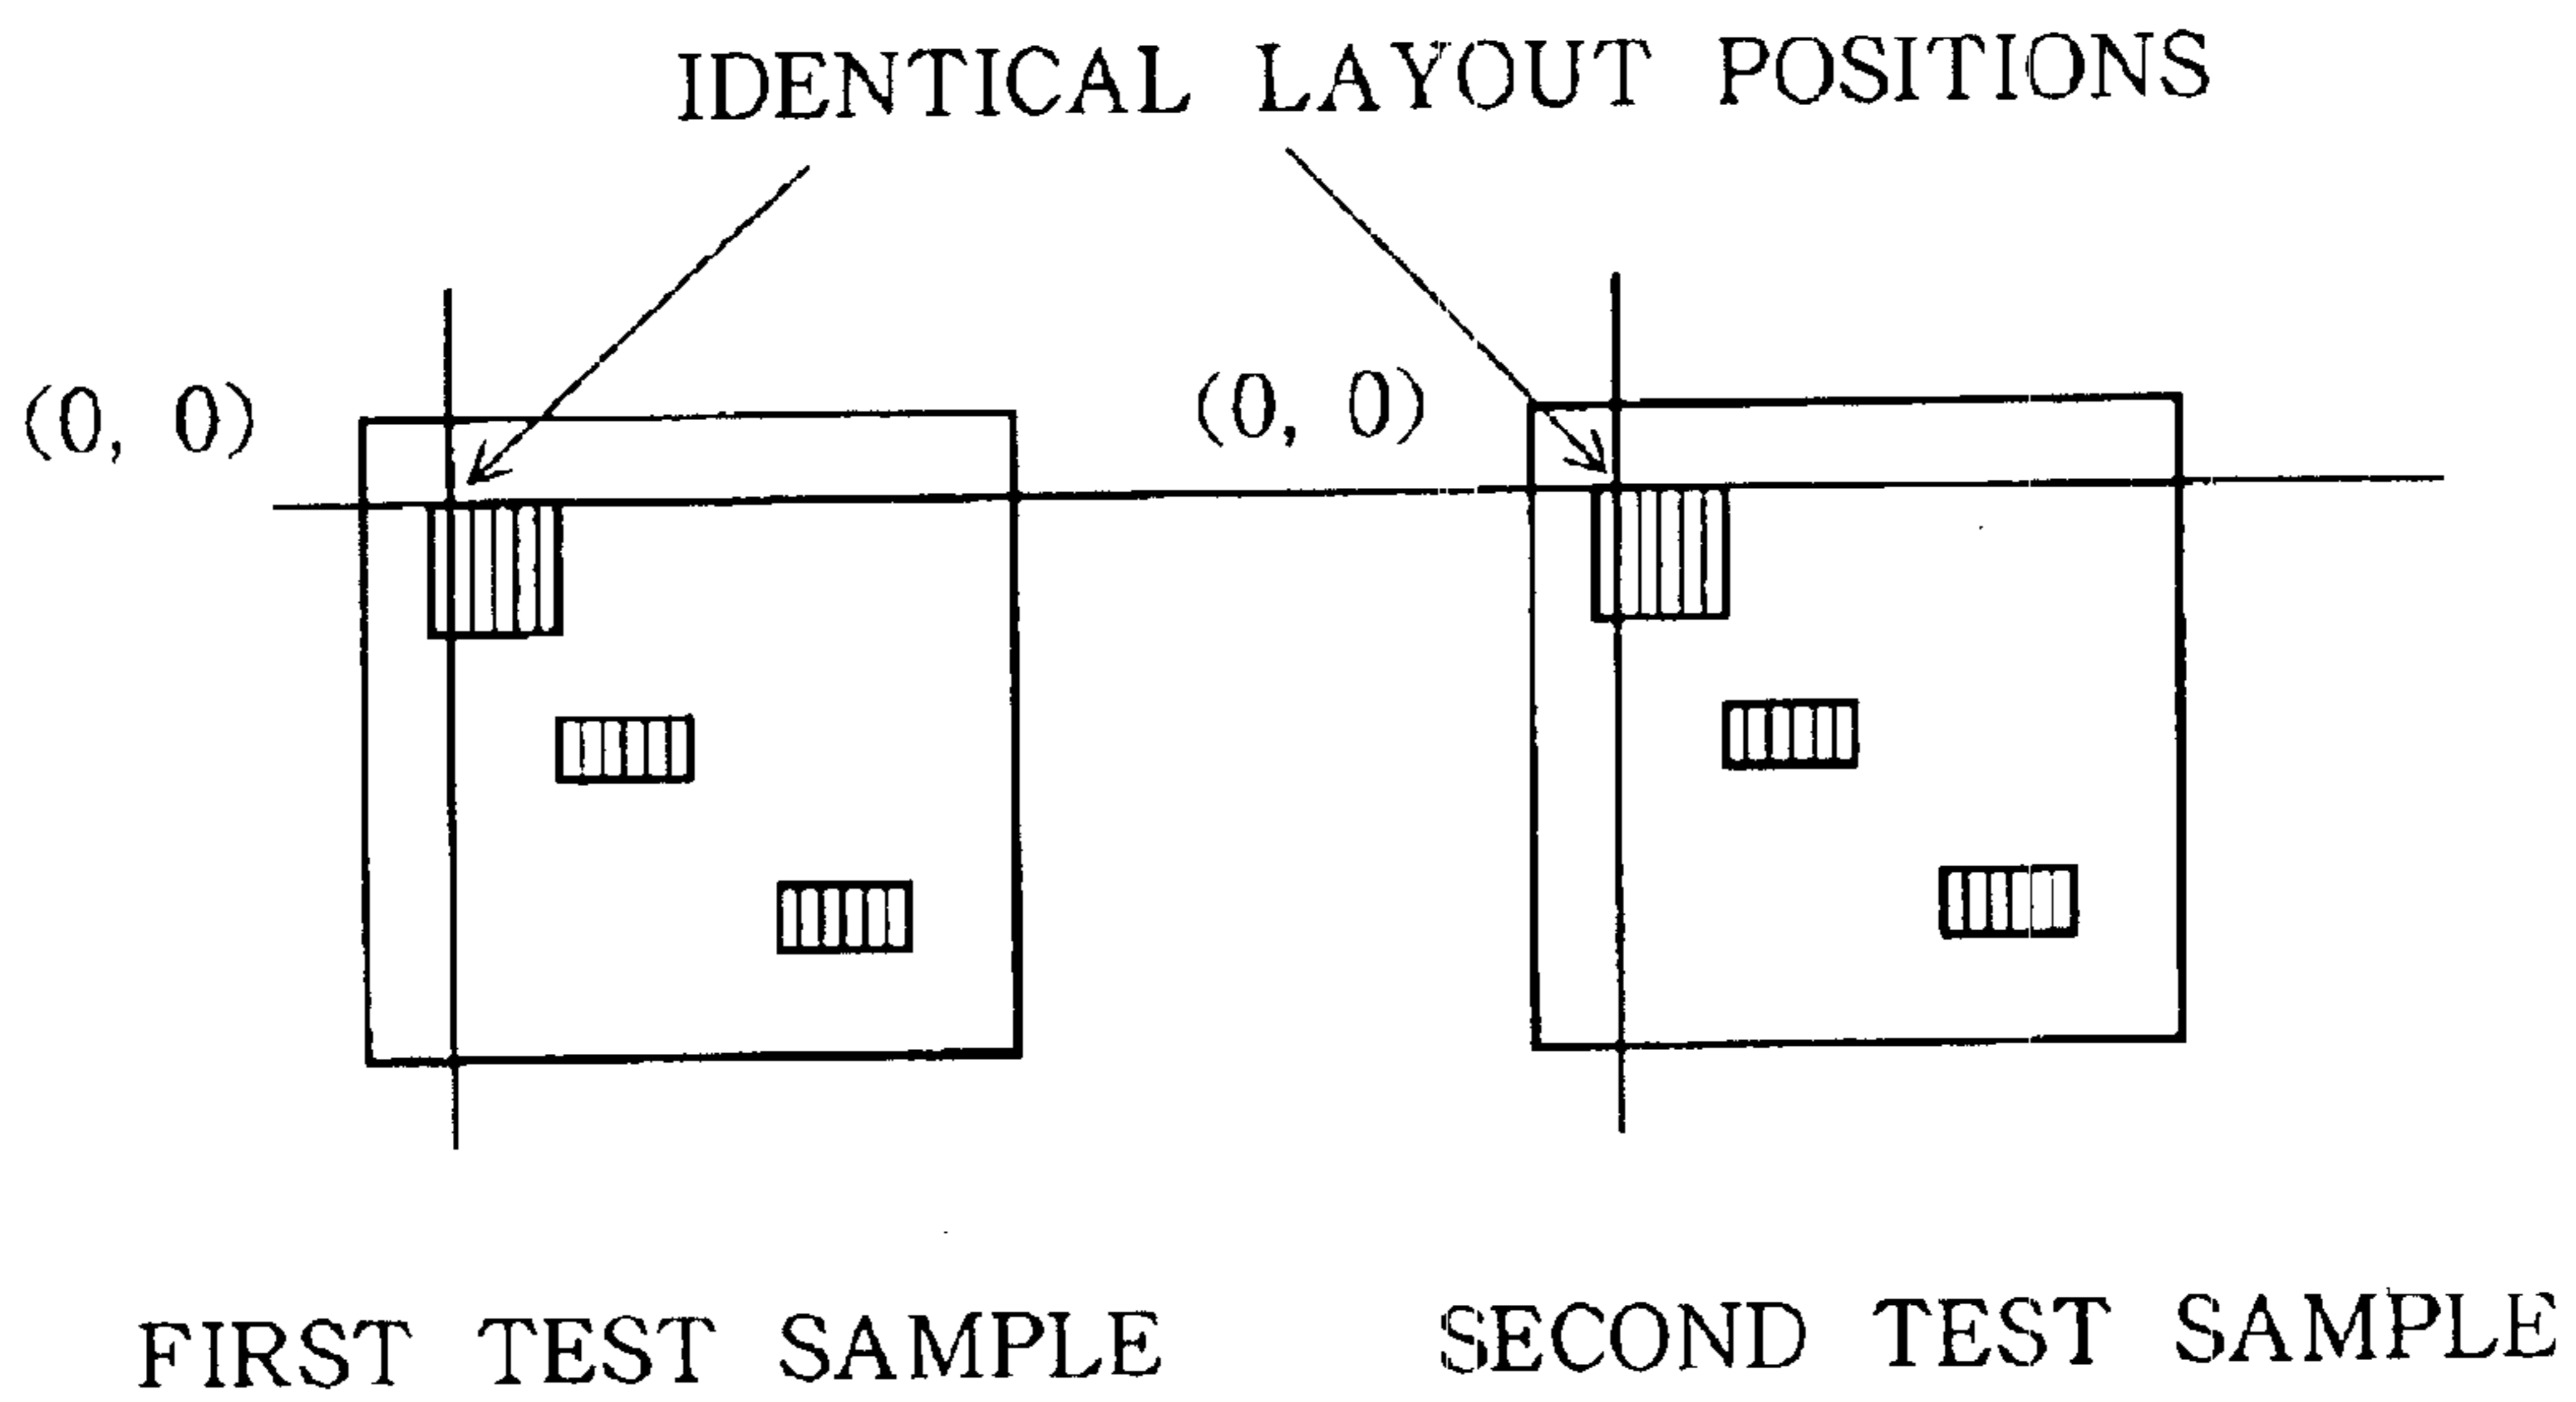 IDENTICAL LAYOUT POSITIONS
(0, 0)
(0, 0)
FIRST TEST SAMPLE
SECOND TEST SAMPLE